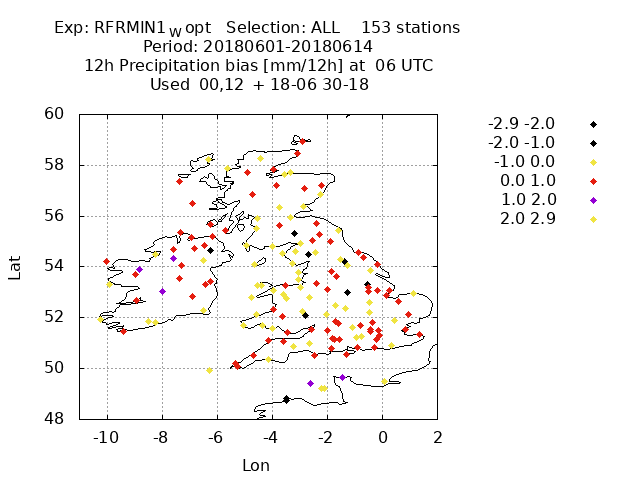 Exp: RFRMIN1_W opt Selection: ALL 153 stations
Period: 20180601-20180614
12h Precipitation bias [mm/12h] at 06 UTC
Used 00,12 + 18-06 30-18
60
58
56
54
52
50
48
-10 -8 -6 -4 -2 0 2
Lat
Lon
-2.9 -2.0
-2.0 -1.0
-1.0 0.0
0.0 1.0
1.0 2.0
2.0 2.9